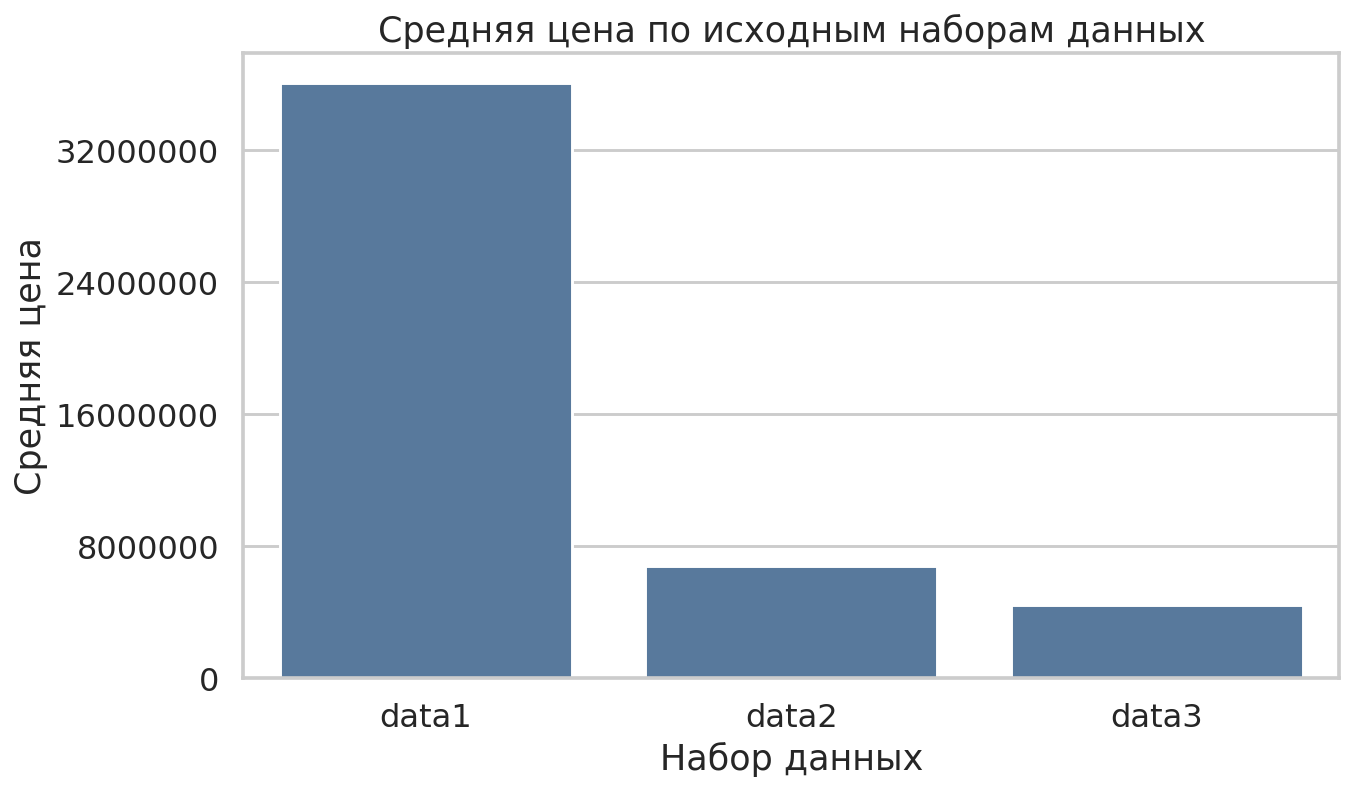 Средняя цена по исходным наборам данных
Средняя цена
32000000
24000000
16000000
8000000
0
data1 data2 data3
Набор данных